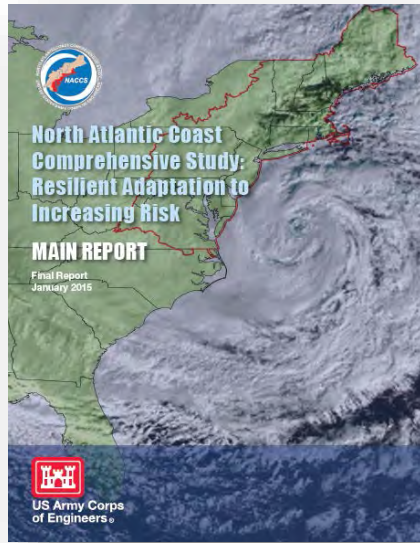 NACCS
North Atlantic Coast
Comprehensive Study:
Resilient Adaptation to
Increasing Risk
MAIN REPORT
Final Report
January 2015
US Army Corps
of Engineers®